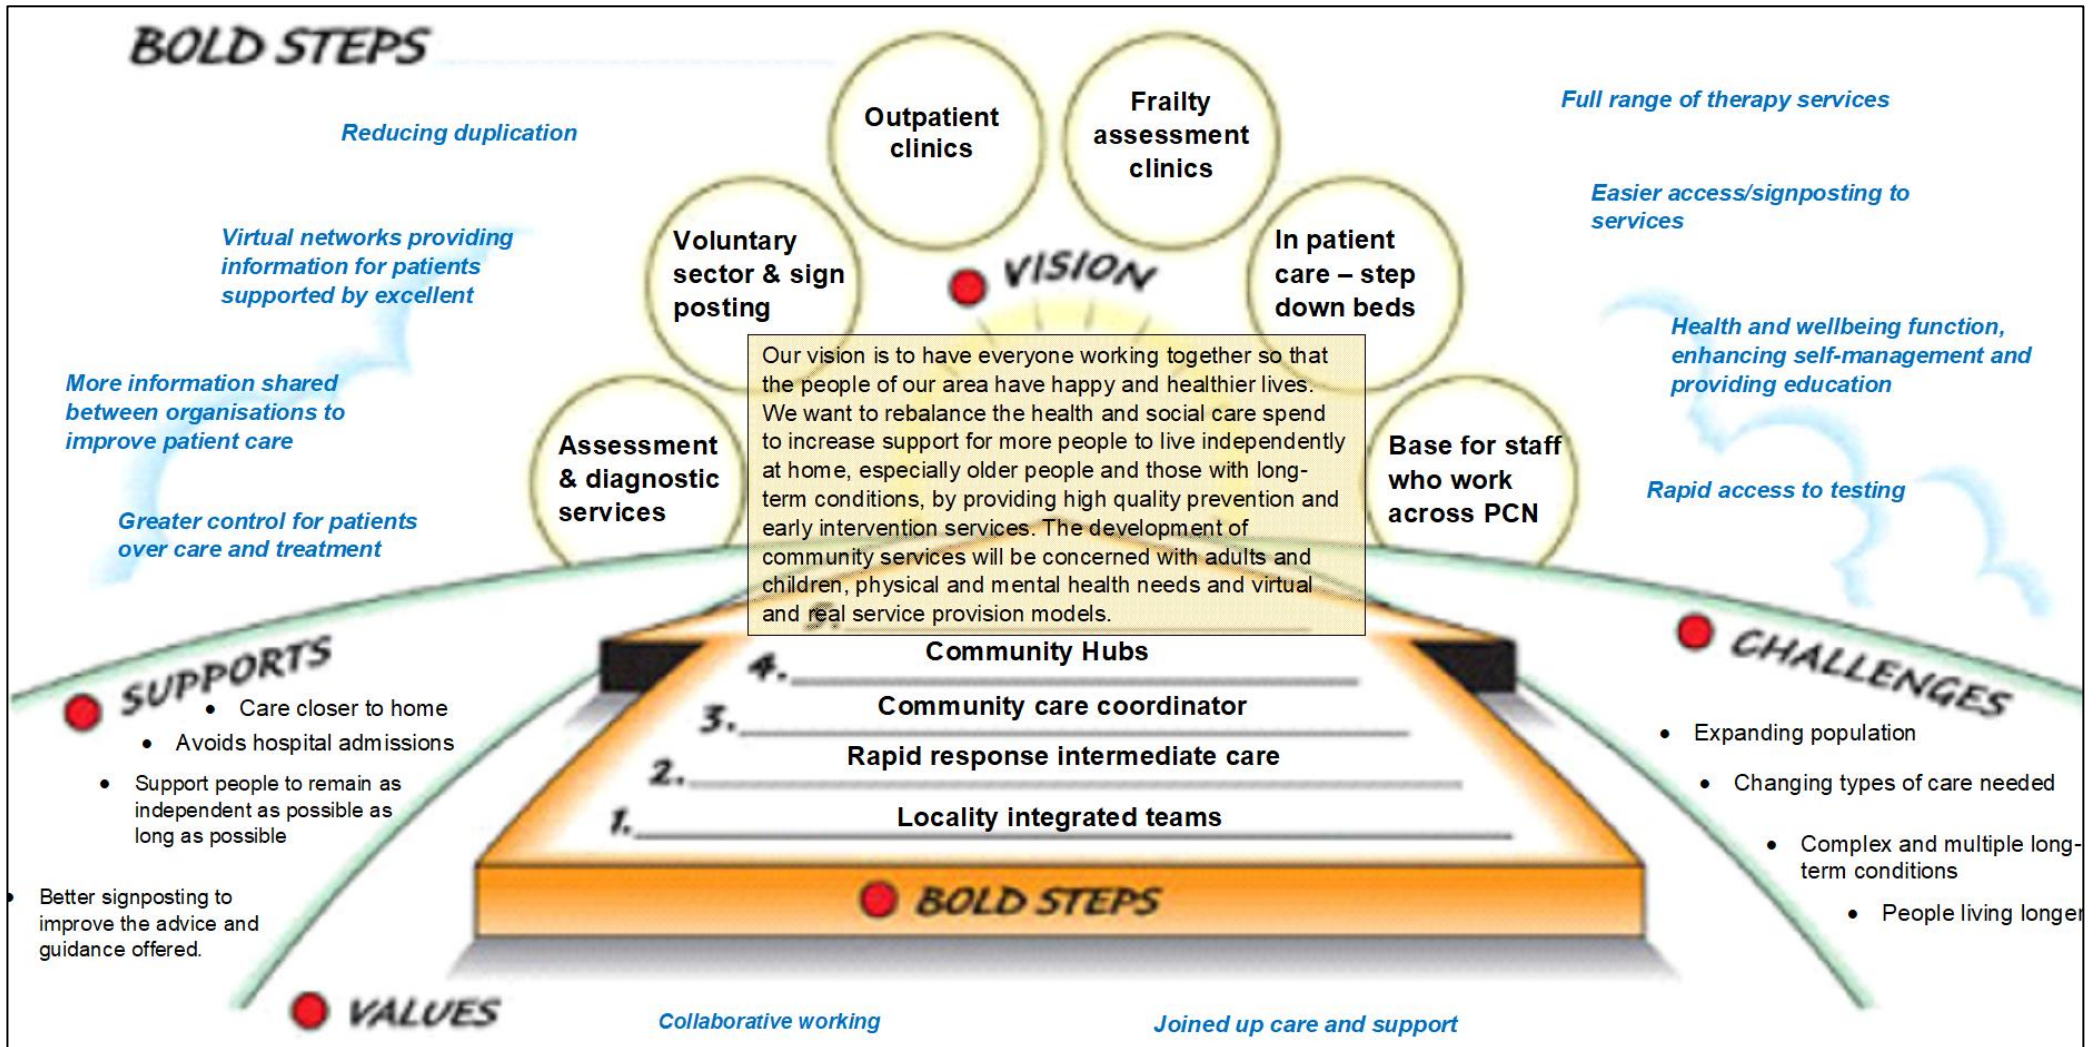 BOLD STEPS
Reducing duplication
Virtual networks providing
information for patients
supported by excellent
More information shared
between organisations to
improve patient care
Greater control for patients
over care and treatment
Assessment
& diagnostic
services
Voluntary
sector & sign
posting
Outpatient
clinics
Frailty
assessment
clinics
In patient
care – step
down beds
Base for staff
who work
across PCN
Full range of therapy services
Easier access/signposting to
services
Health and wellbeing function,
enhancing self-management and
providing education
Rapid access to testing
VISION
Our vision is to have everyone working together so that
the people of our area have happy and healthier lives.
We want to rebalance the health and social care spend
to increase support for more people to live independently
at home, especially older people and those with long-
term conditions, by providing high quality prevention and
early intervention services. The development of
community services will be concerned with adults and
children, physical and mental health needs and virtual
and real service provision models.
5.
4. Community Hubs
3. Community care coordinator
2. Rapid response intermediate care
1. Locality integrated teams
BOLD STEPS
SUPPORTS
• Care closer to home
• Avoids hospital admissions
• Support people to remain as
independent as possible as
long as possible
• Better signposting to
improve the advice and
guidance offered.
CHALLENGES
• Expanding population
• Changing types of care needed
• Complex and multiple long-
term conditions
• People living longer
VALUES
Collaborative working
Joined up care and support